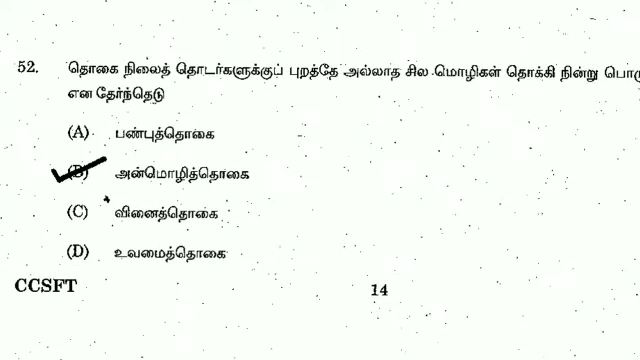 52. தொகை நிலைத் தொடர்களுக்குப் புறத்தே அல்லாத சில மொழிகள் தொக்கி நின்று
என தேர்ந்தெடு
(A) பண்புத்தொகை
(B) அன்மொழித்தொகை
(C) வினைத்தொகை
(D) உவமைத்தொகை
CCSFT 14